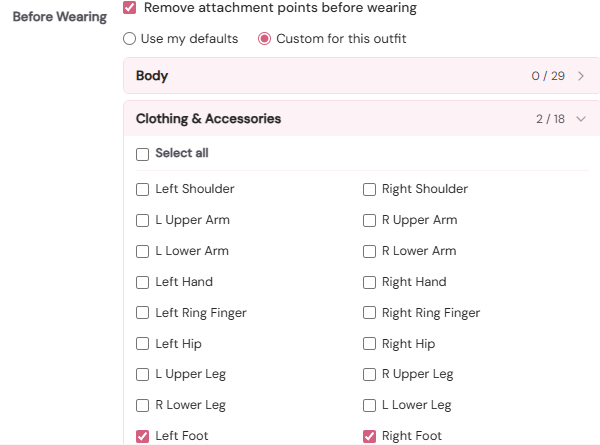 Before Wearing
Remove attachment points before wearing
Use my defaults Custom for this outfit
Body 0 / 29
Clothing & Accessories 2 / 18
Select all
Left Shoulder Right Shoulder
L Upper Arm R Upper Arm
L Lower Arm R Lower Arm
Left Hand Right Hand
Left Ring Finger Right Ring Finger
Left Hip Right Hip
L Upper Leg R Upper Leg
R Lower Leg L Lower Leg
Left Foot Right Foot